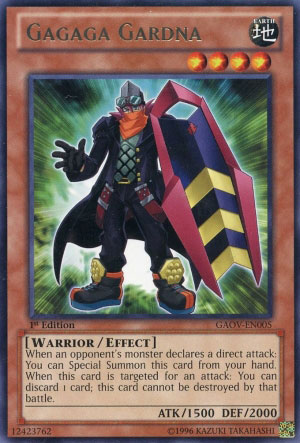 Gagaga Gardna
EARTH
地
1st Edition
GAOV-EN005
[WARRIOR / EFFECT]
When an opponent's monster declares a direct attack:
You can Special Summon this card from your hand.
When this card is targeted for an attack: You can
discard 1 card; this card cannot be destroyed by that
battle.
ATK/1500 DEF/2000
12423762
©1996 KAZUKI TAKAHASHI